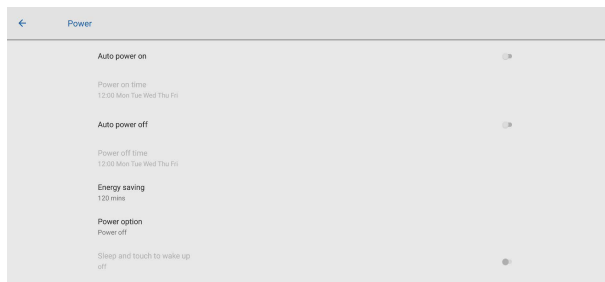 Power
Auto power on
Power on time
12:00 Mon Tue Wed Thu Fri
Auto power off
Power off time
12:00 Mon Tue Wed Thu Fri
Energy saving
120 mins
Power option
Power off
Sleep and touch to wake up
off